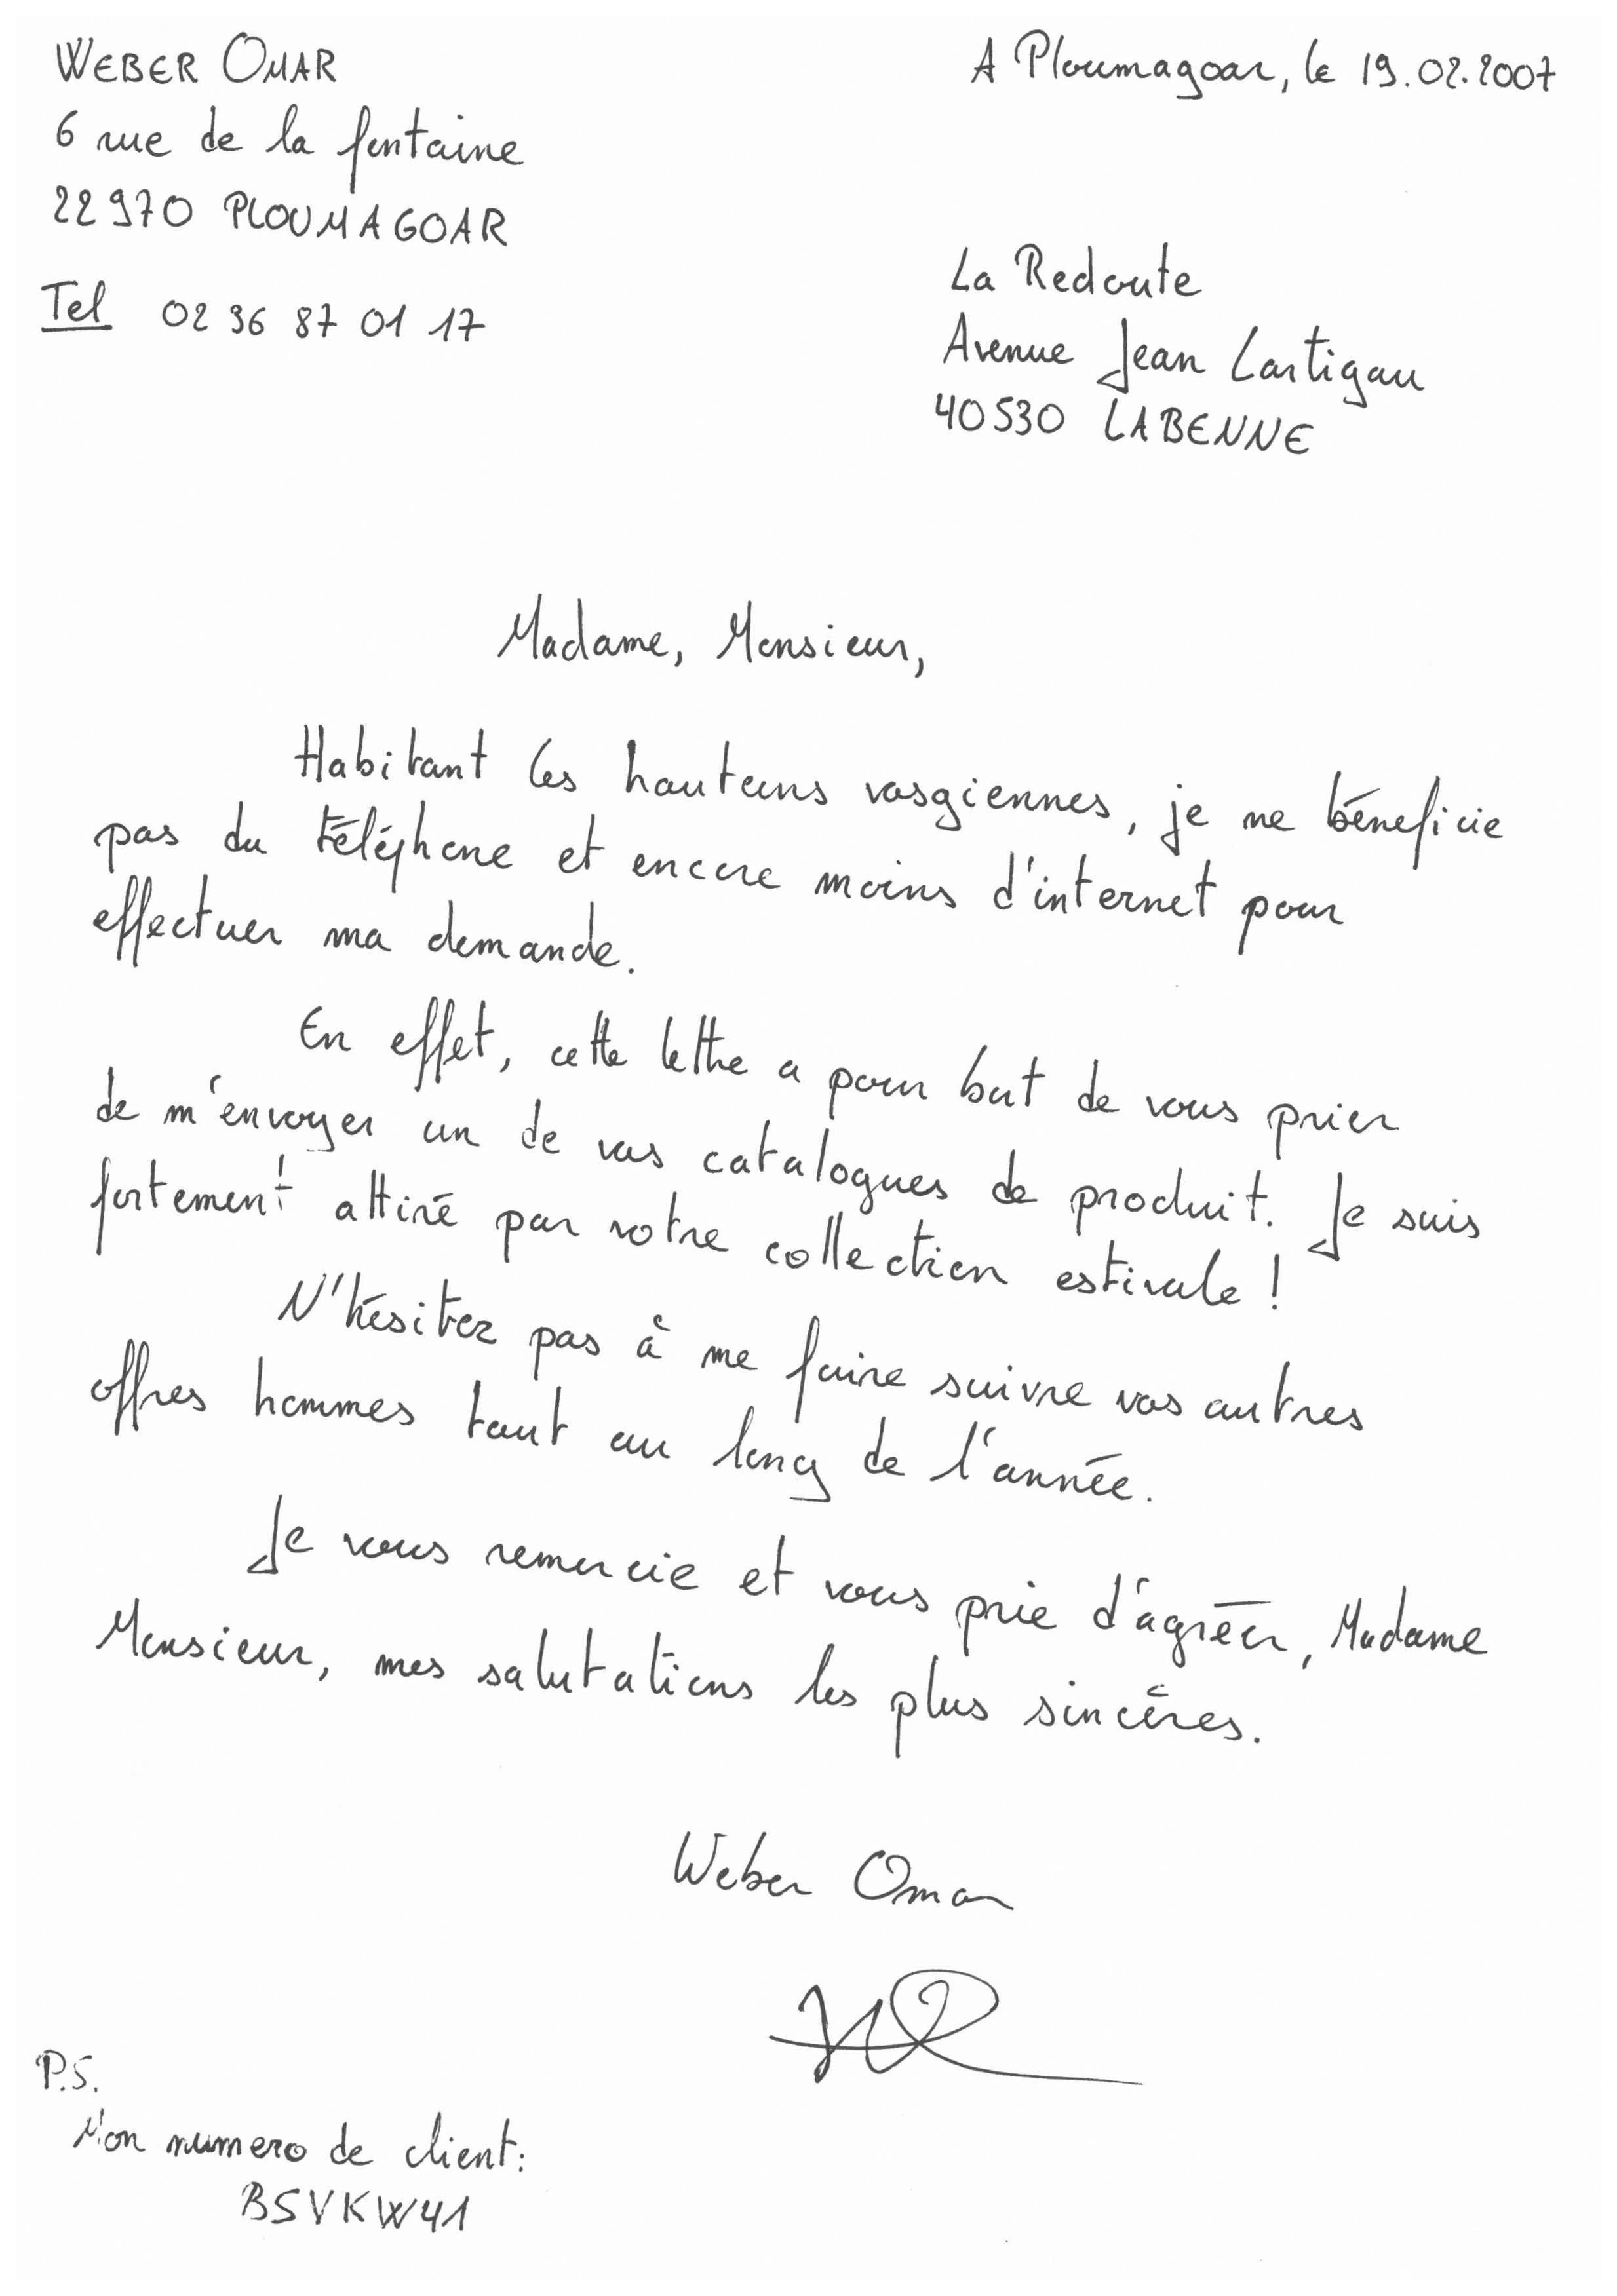 WEBER OMAR
6 rue de la fontaine
22970 PLOUMAGOAR
Tel 02 36 87 01 17
A Ploumagoar, le 19.02.2007
La Redoute
Avenue Jean Lartigau
40530 LABENNE
Madame, Monsieur,
Habitant les hauteurs vosgiennes, je ne bénéficie
pas du téléphone et encore moins d'internet pour
effectuer ma demande.
En effet, cette lettre a pour but de vous prier
de m'envoyer un de vos catalogues de produit. Je suis
fortement attiré par votre collection estivale !
N'hésitez pas à me faire suivre vos autres
offres hommes tout au long de l'année.
Je vous remercie et vous prie d'agréer, Madame
Monsieur, mes salutations les plus sincères.
Weber Omar
P.S.
Mon numero de client:
BSVKW41